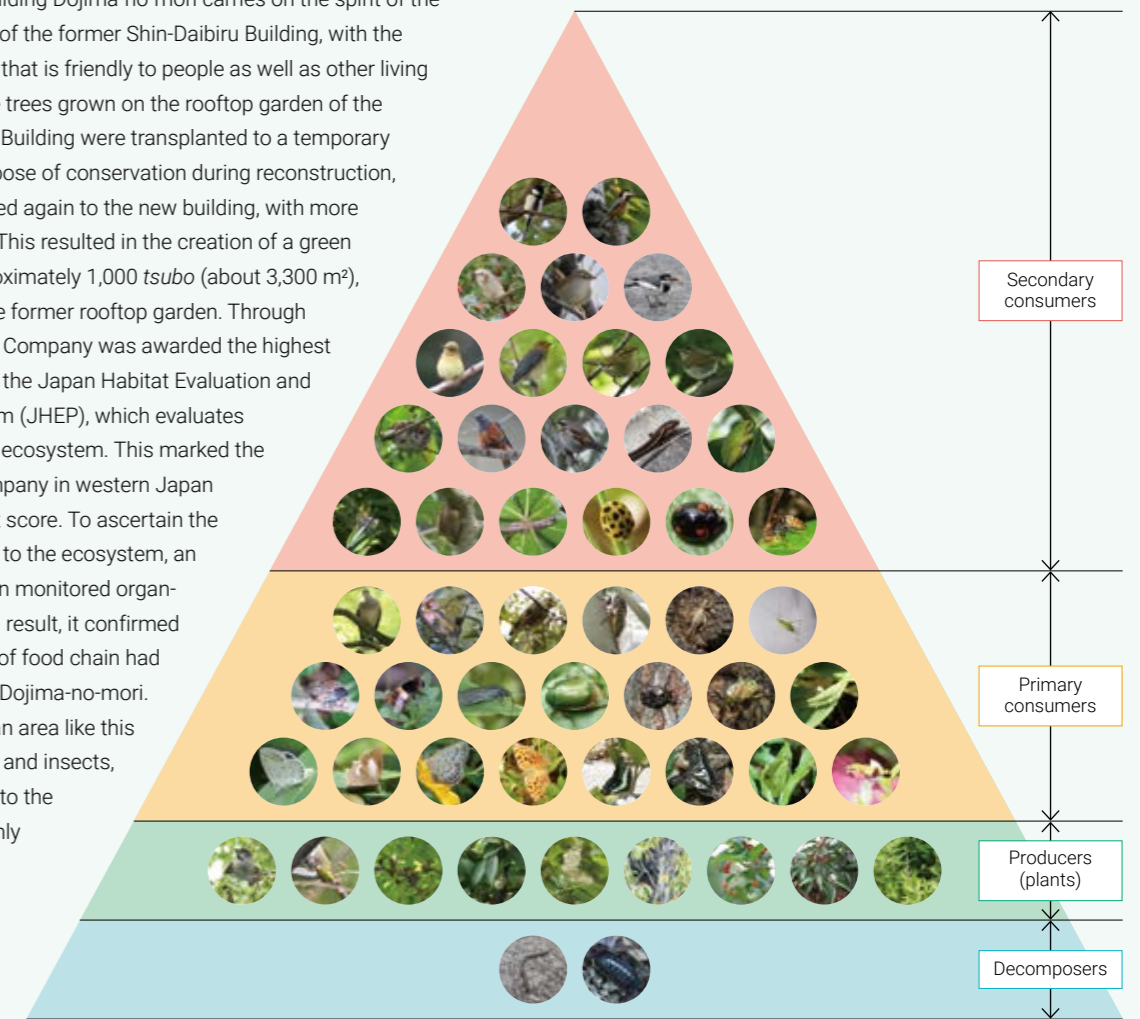 ilding Dojima-no-mori carries on the spirit of the
of the former Shin-Daibiru Building, with the
that is friendly to people as well as other living
trees grown on the rooftop garden of the
Building were transplanted to a temporary
pose of conservation during reconstruction,
ed again to the new building, with more
This resulted in the creation of a green
oximately 1,000 tsubo (about 3,300 m²),
e former rooftop garden. Through
Company was awarded the highest
the Japan Habitat Evaluation and
m (JHEP), which evaluates
ecosystem. This marked the
mpany in western Japan
score. To ascertain the
to the ecosystem, an
n monitored organ-
result, it confirmed
of food chain had
Dojima-no-mori.
an area like this
and insects,
to the
nly
Secondary
consumers
Primary
consumers
Producers
(plants)
Decomposers